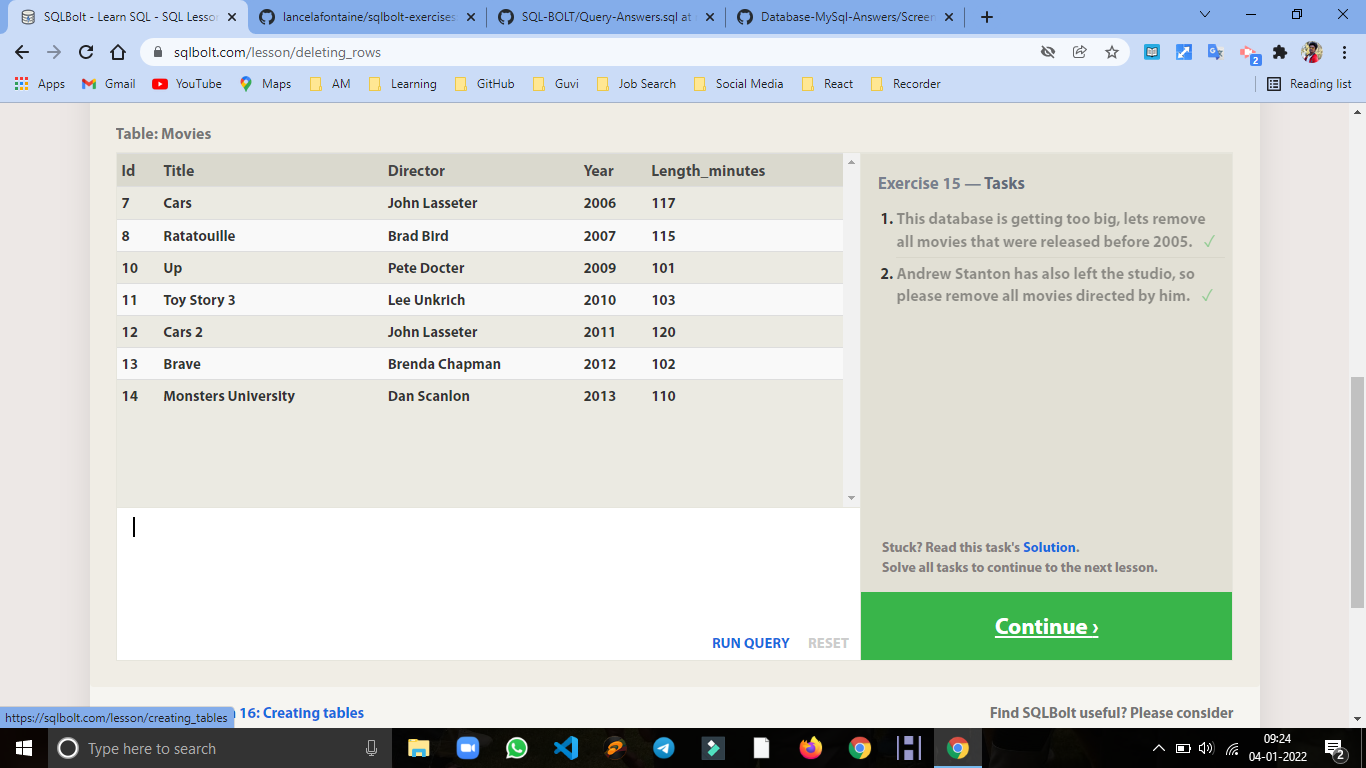 SQLBolt - Learn SQL - SQL Lesson
lancelafontaine/sqlbolt-exercises
SQL-BOLT/Query-Answers.sql at
Database-MySql-Answers/Screen
sqlbolt.com/lesson/deleting_rows
2
Apps Gmail YouTube Maps AM Learning GitHub Guvi Job Search Social Media React Recorder Reading list
Table: Movies
Id Title Director Year Length_minutes
7 Cars John Lasseter 2006 117
8 Ratatouille Brad Bird 2007 115
10 Up Pete Docter 2009 101
11 Toy Story 3 Lee Unkrich 2010 103
12 Cars 2 John Lasseter 2011 120
13 Brave Brenda Chapman 2012 102
14 Monsters University Dan Scanlon 2013 110
RUN QUERY RESET
Exercise 15 — Tasks
1. This database is getting too big, lets remove
all movies that were released before 2005. ✓
2. Andrew Stanton has also left the studio, so
please remove all movies directed by him. ✓
Stuck? Read this task's Solution.
Solve all tasks to continue to the next lesson.
Continue ›
16: Creating tables
Find SQLBolt useful? Please consider
https://sqlbolt.com/lesson/creating_tables
Type here to search
09:24
04-01-2022
2